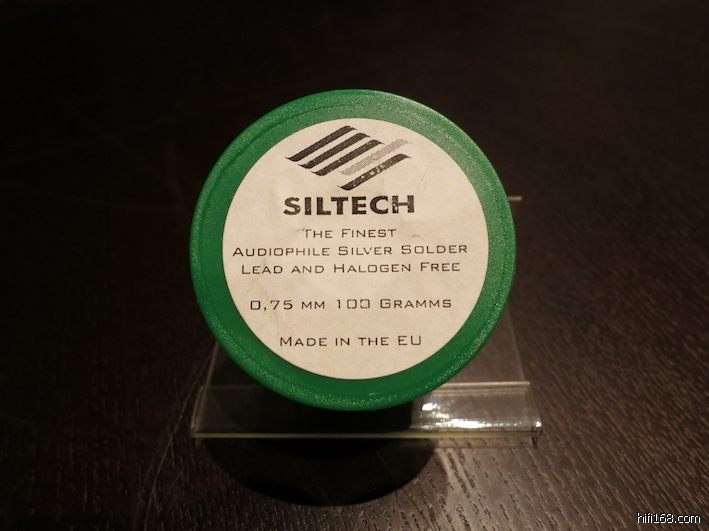 SILTECH
THE FINEST
AUDIOPHILE SILVER SOLDER
LEAD AND HALOGEN FREE
0,75 MM 100 GRAMMS
MADE IN THE EU
hifi168.com